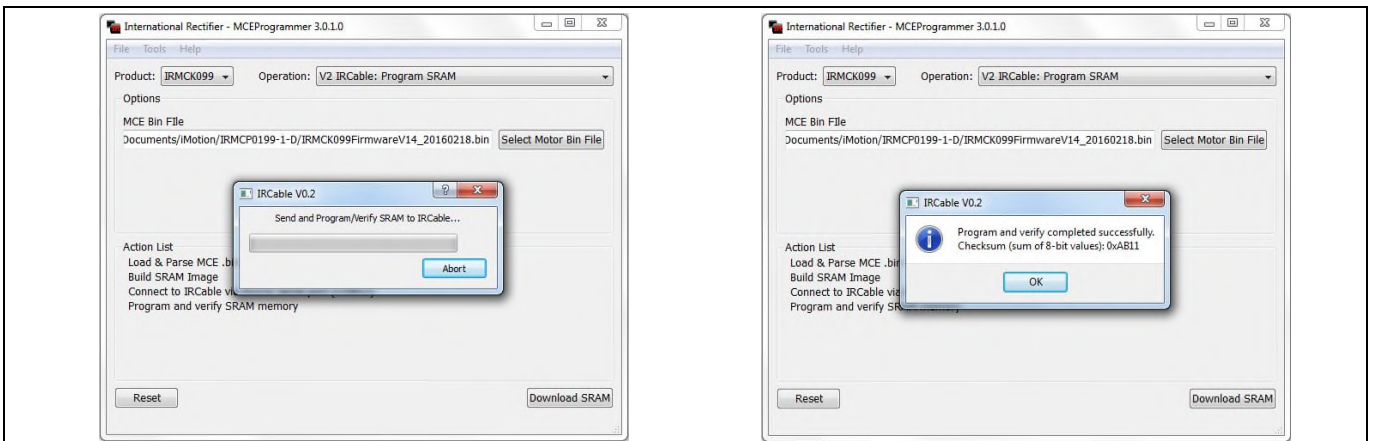 International Rectifier - MCEProgrammer 3.0.1.0
File Tools Help
Product: IRMCK099 Operation: V2 IRCable: Program SRAM
Options
MCE Bin FIle
Documents/iMotion/IRMCP0199-1-D/IRMCK099FirmwareV14_20160218.bin Select Motor Bin File
IRCable V0.2
Send and Program/Verify SRAM to IRCable...
Abort
Action List
Load & Parse MCE .bi
Build SRAM Image
Connect to IRCable vi
Program and verify SRAM memory
Reset Download SRAM
International Rectifier - MCEProgrammer 3.0.1.0
File Tools Help
Product: IRMCK099 Operation: V2 IRCable: Program SRAM
Options
MCE Bin FIle
Documents/iMotion/IRMCP0199-1-D/IRMCK099FirmwareV14_20160218.bin Select Motor Bin File
IRCable V0.2
Program and verify completed successfully.
Checksum (sum of 8-bit values): 0xAB11
OK
Action List
Load & Parse MCE .bin
Build SRAM Image
Connect to IRCable via
Program and verify
Reset Download SRAM